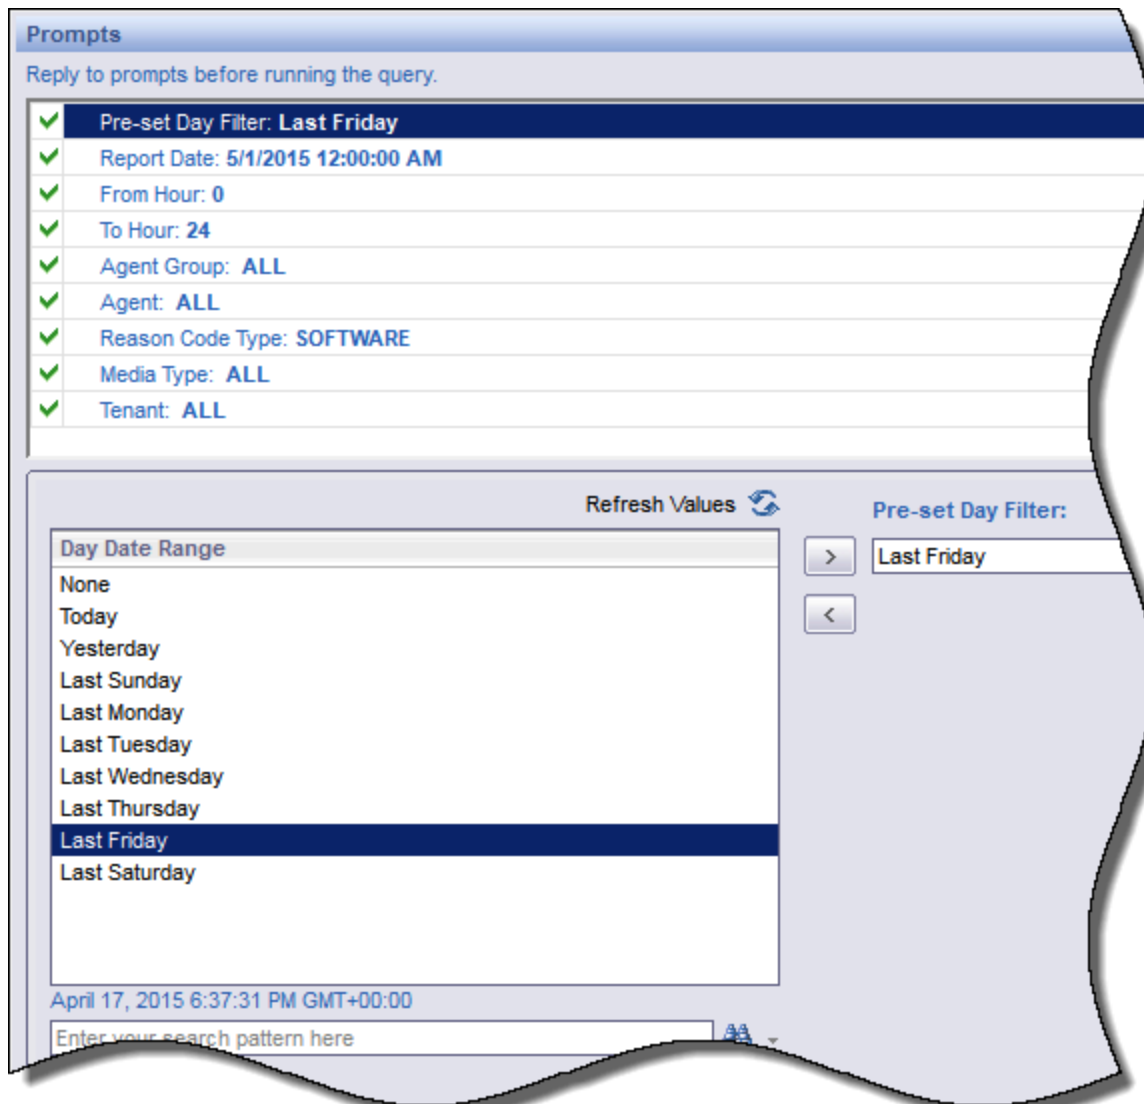 Prompts
Reply to prompts before running the query.
Pre-set Day Filter: Last Friday
Report Date: 5/1/2015 12:00:00 AM
From Hour: 0
To Hour: 24
Agent Group: ALL
Agent: ALL
Reason Code Type: SOFTWARE
Media Type: ALL
Tenant: ALL
Refresh Values
Pre-set Day Filter:
Day Date Range
>
Last Friday
None
Today
<
Yesterday
Last Sunday
Last Monday
Last Tuesday
Last Wednesday
Last Thursday
Last Friday
Last Saturday
April 17, 2015 6:37:31 PM GMT+00:00
Enter your search pattern here